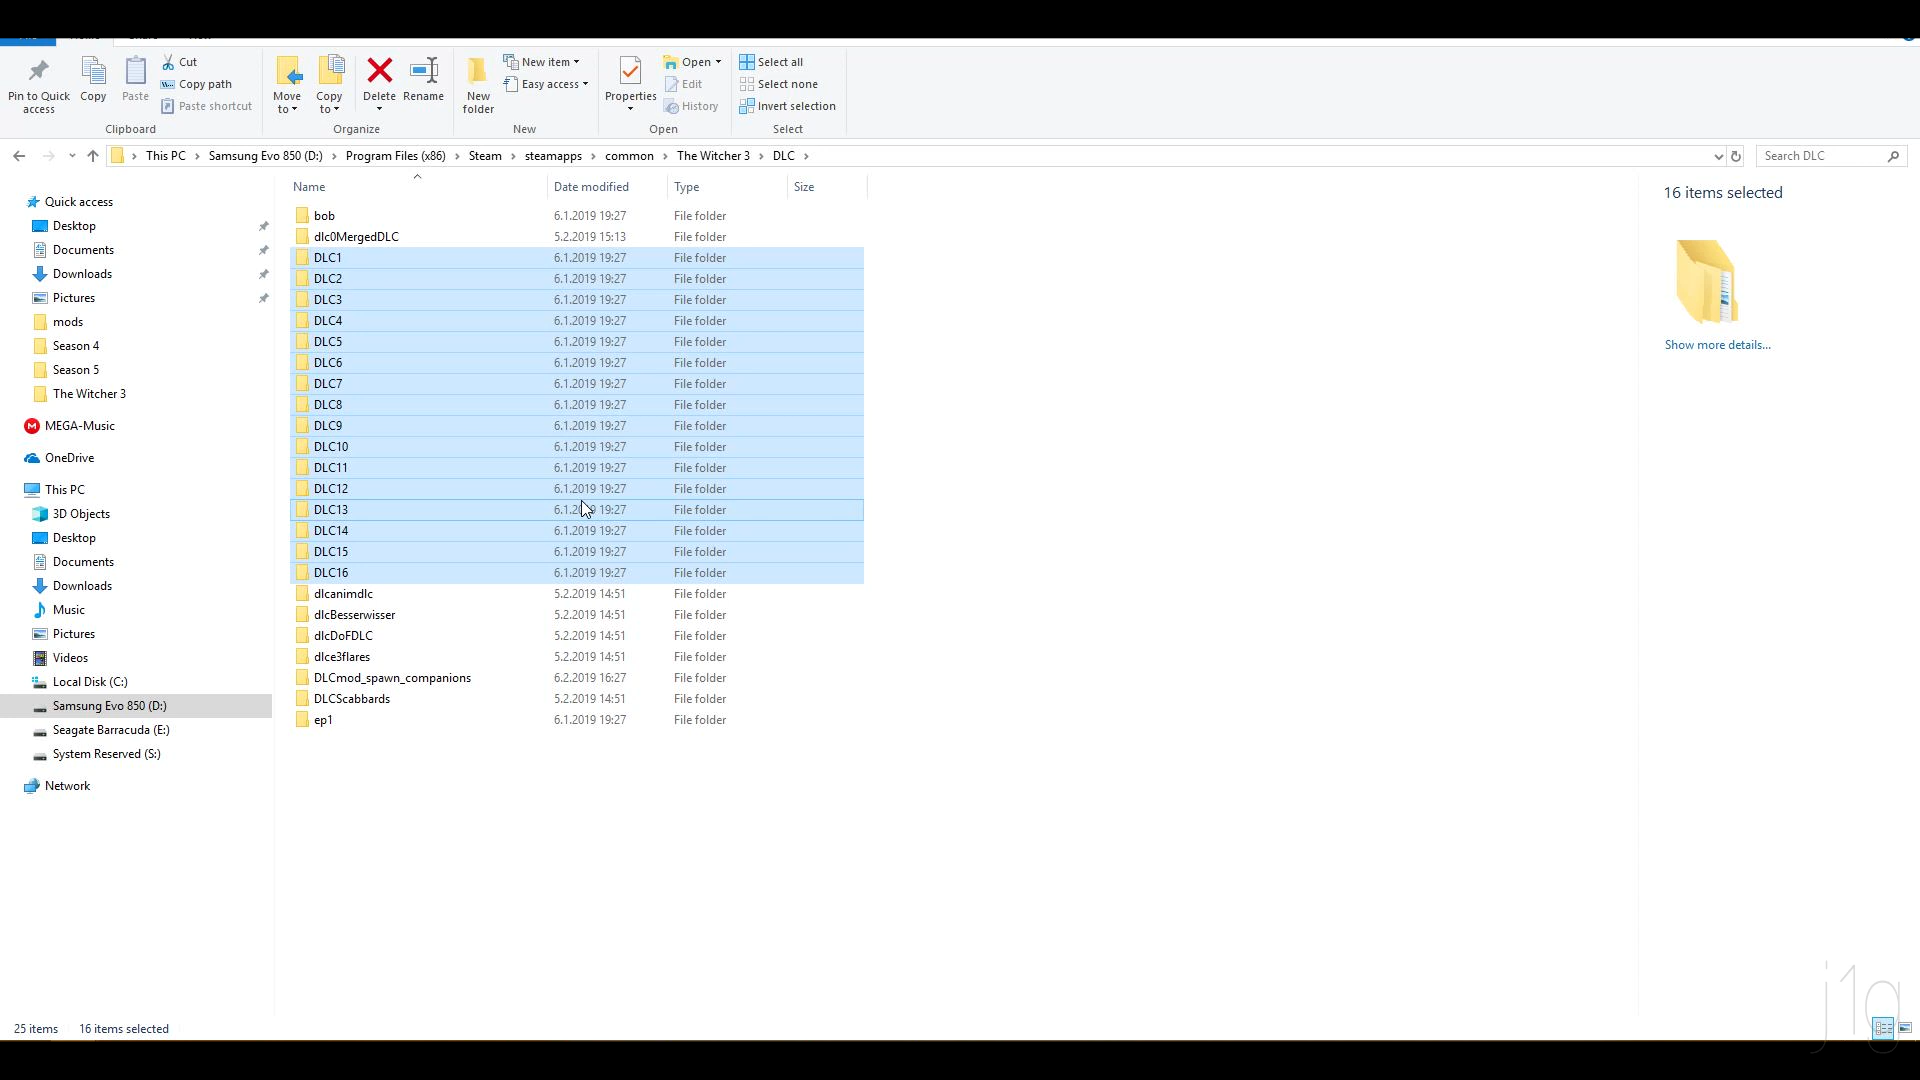 Pin to Quick access
Copy
Paste
Cut
Copy path
Paste shortcut
Clipboard
Move to
Copy to
Delete
Rename
Organize
New folder
New item
Easy access
New
Properties
Open
Edit
History
Open
Select all
Select none
Invert selection
Select
This PC > Samsung Evo 850 (D:) > Program Files (x86) > Steam > steamapps > common > The Witcher 3 > DLC >
Search DLC
Quick access
Desktop
Documents
Downloads
Pictures
mods
Season 4
Season 5
The Witcher 3
MEGA-Music
OneDrive
This PC
3D Objects
Desktop
Documents
Downloads
Music
Pictures
Videos
Local Disk (C:)
Samsung Evo 850 (D:)
Seagate Barracuda (E:)
System Reserved (S:)
Network
Name Date modified Type Size
bob 6.1.2019 19:27 File folder
dlc0MergedDLC 5.2.2019 15:13 File folder
DLC1 6.1.2019 19:27 File folder
DLC2 6.1.2019 19:27 File folder
DLC3 6.1.2019 19:27 File folder
DLC4 6.1.2019 19:27 File folder
DLC5 6.1.2019 19:27 File folder
DLC6 6.1.2019 19:27 File folder
DLC7 6.1.2019 19:27 File folder
DLC8 6.1.2019 19:27 File folder
DLC9 6.1.2019 19:27 File folder
DLC10 6.1.2019 19:27 File folder
DLC11 6.1.2019 19:27 File folder
DLC12 6.1.2019 19:27 File folder
DLC13 6.1.2019 19:27 File folder
DLC14 6.1.2019 19:27 File folder
DLC15 6.1.2019 19:27 File folder
DLC16 6.1.2019 19:27 File folder
dlcanimdlc 5.2.2019 14:51 File folder
dlcBesserwisser 5.2.2019 14:51 File folder
dlcDoFDLC 5.2.2019 14:51 File folder
dlce3flares 5.2.2019 14:51 File folder
DLCmod_spawn_companions 6.2.2019 16:27 File folder
DLCScabbards 5.2.2019 14:51 File folder
ep1 6.1.2019 19:27 File folder
16 items selected
Show more details...
25 items 16 items selected
j1g